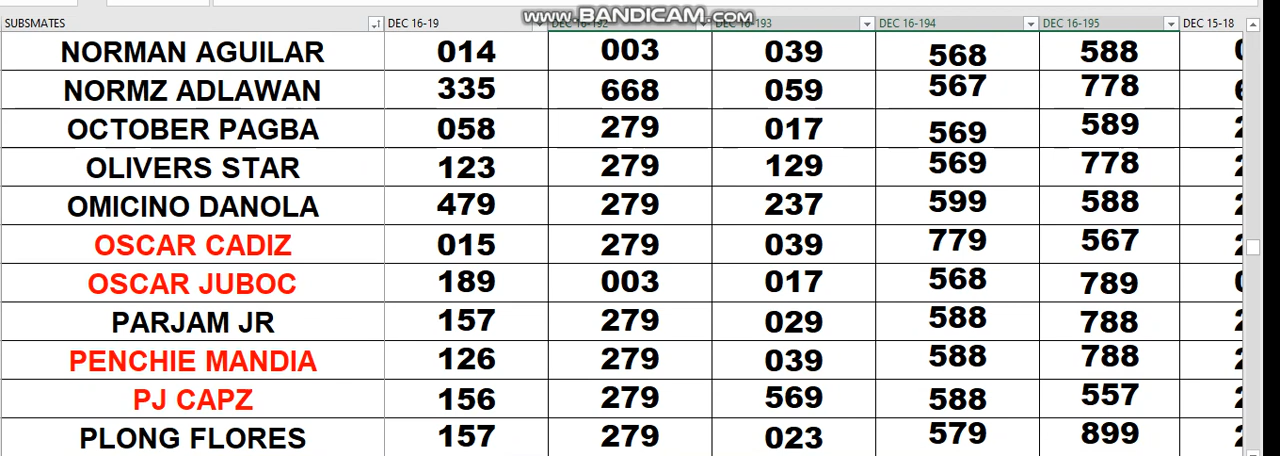 www.BANDICAM.com
SUBSMATES DEC 16-19 DEC 16-192 DEC 16-193 DEC 16-194 DEC 16-195 DEC 15-18
NORMAN AGUILAR 014 003 039 568 588
NORMZ ADLAWAN 335 668 059 567 778
OCTOBER PAGBA 058 279 017 569 589
OLIVERS STAR 123 279 129 569 778
OMICINO DANOLA 479 279 237 599 588
OSCAR CADIZ 015 279 039 779 567
OSCAR JUBOC 189 003 017 568 789
PARJAM JR 157 279 029 588 788
PENCHIE MANDIA 126 279 039 588 788
PJ CAPZ 156 279 569 588 557
PLONG FLORES 157 279 023 579 899